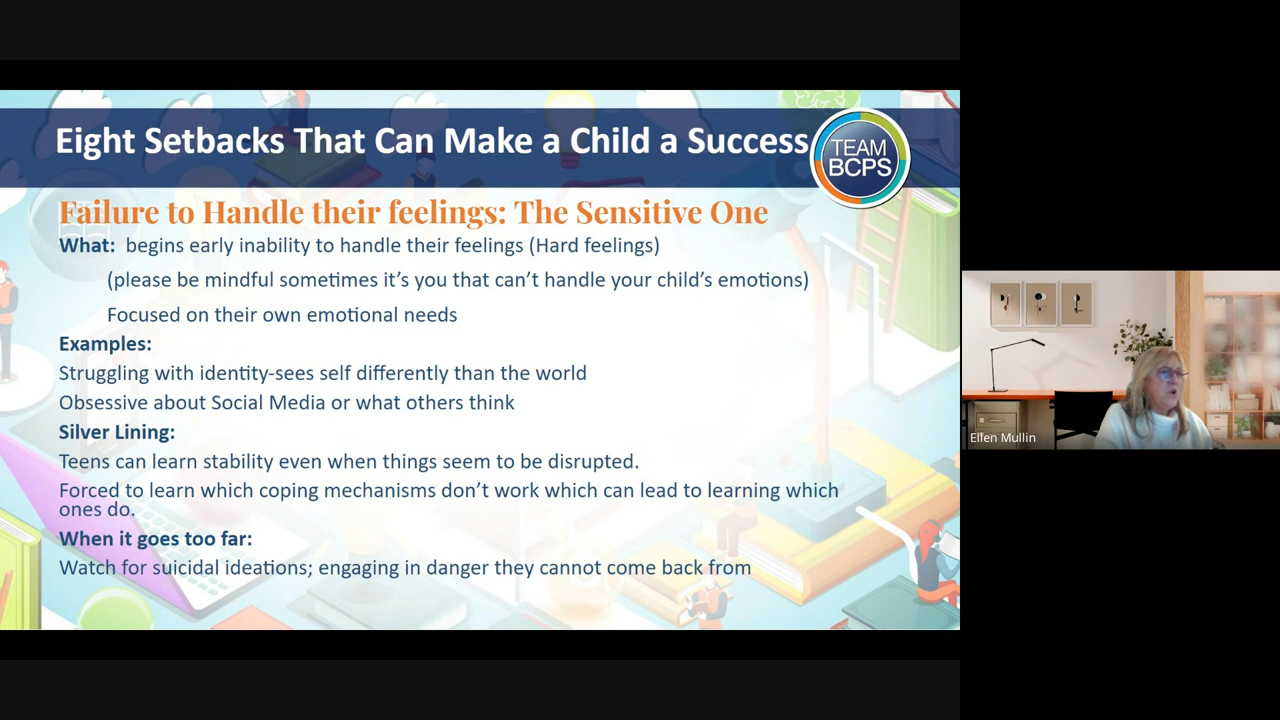 Eight Setbacks That Can Make a Child a Success
TEAM
BCPS
Failure to Handle their feelings: The Sensitive One
What: begins early inability to handle their feelings (Hard feelings)
(please be mindful sometimes it's you that can't handle your child's emotions)
Focused on their own emotional needs
Examples:
Struggling with identity-sees self differently than the world
Obsessive about Social Media or what others think
Silver Lining:
Teens can learn stability even when things seem to be disrupted.
Forced to learn which coping mechanisms don't work which can lead to learning which
ones do.
When it goes too far:
Watch for suicidal ideations; engaging in danger they cannot come back from
Ellen Mullin